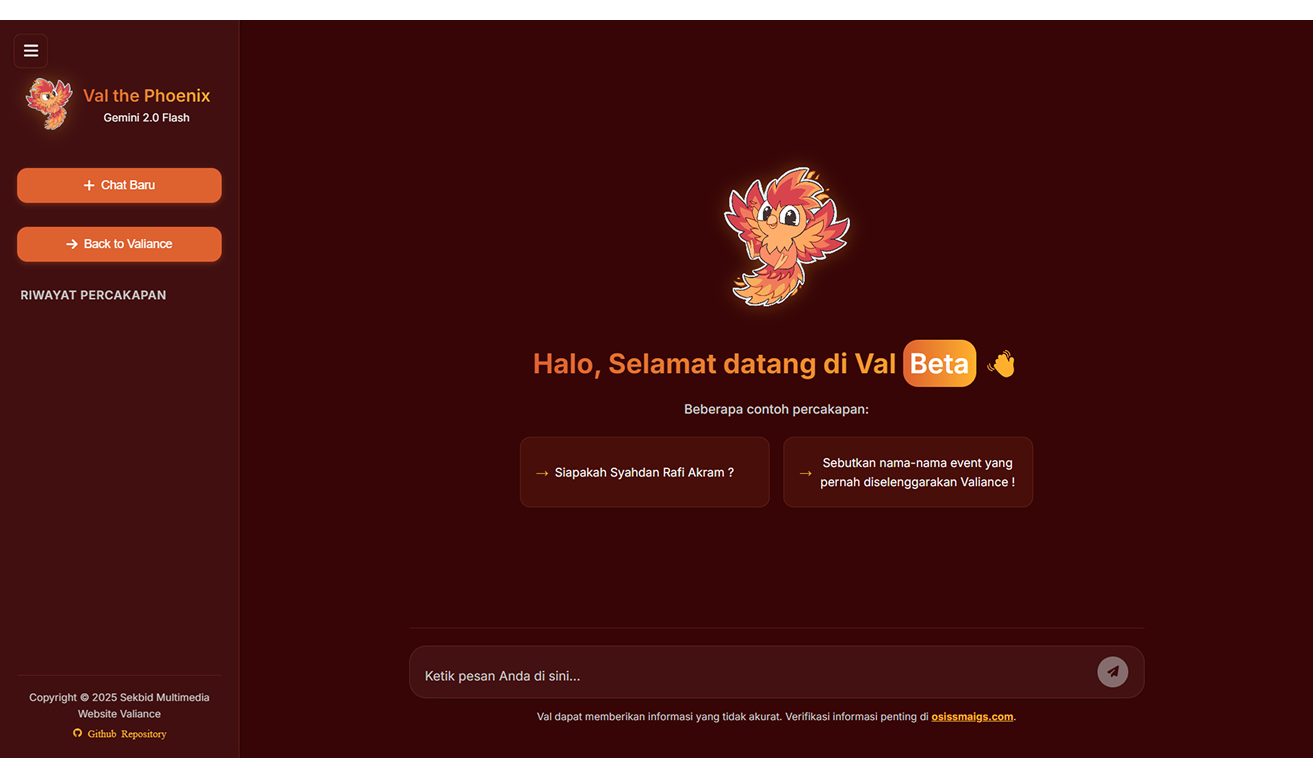 Val the Phoenix
Gemini 2.0 Flash
+ Chat Baru
→ Back to Valiance
RIWAYAT PERCAKAPAN
Copyright © 2025 Sekbid Multimedia
Website Valiance
Github Repository
Halo, Selamat datang di Val Beta 👋
Beberapa contoh percakapan:
→ Siapakah Syahdan Rafi Akram ?
→ Sebutkan nama-nama event yang
pernah diselenggarakan Valiance !
Ketik pesan Anda di sini...
Val dapat memberikan informasi yang tidak akurat. Verifikasi informasi penting di osissmaigs.com.